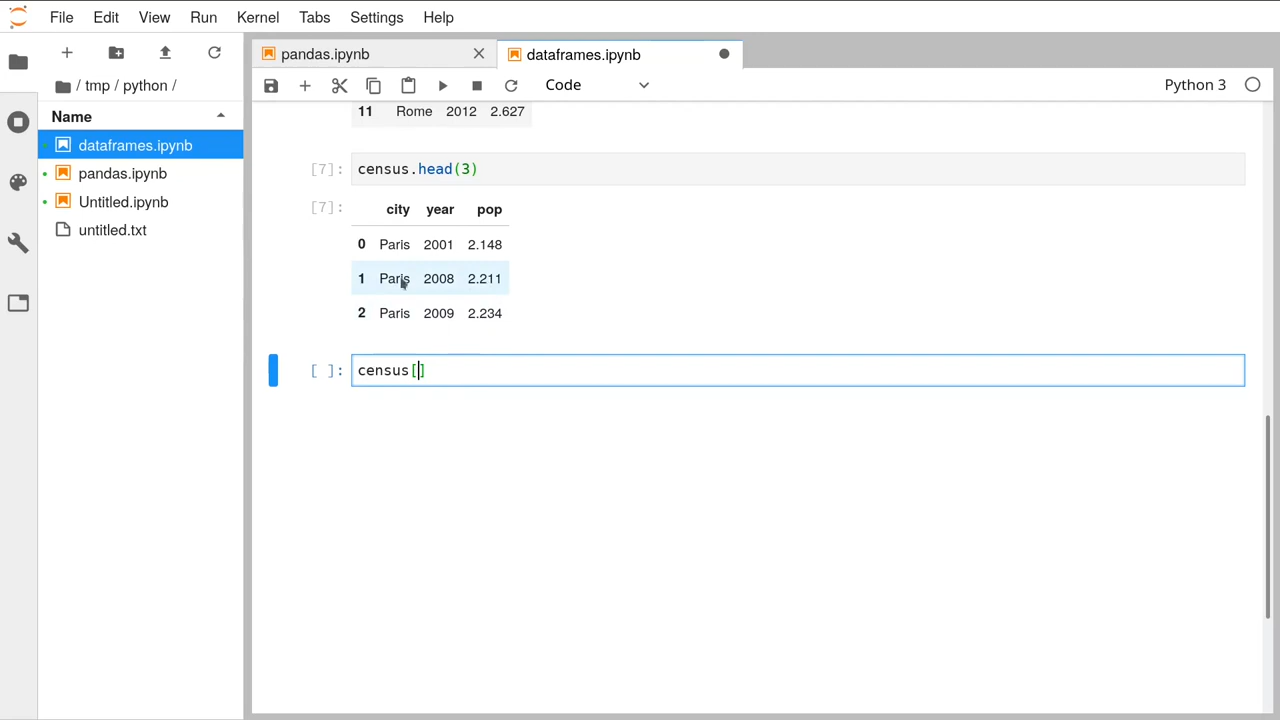 File Edit View Run Kernel Tabs Settings Help
pandas.ipynb
dataframes.ipynb
/ tmp / python /
Code
Python 3
Name
dataframes.ipynb
pandas.ipynb
Untitled.ipynb
untitled.txt
11 Rome 2012 2.627
[7]: census.head(3)
[7]: city year pop
0 Paris 2001 2.148
1 Paris 2008 2.211
2 Paris 2009 2.234
[ ]: census[]